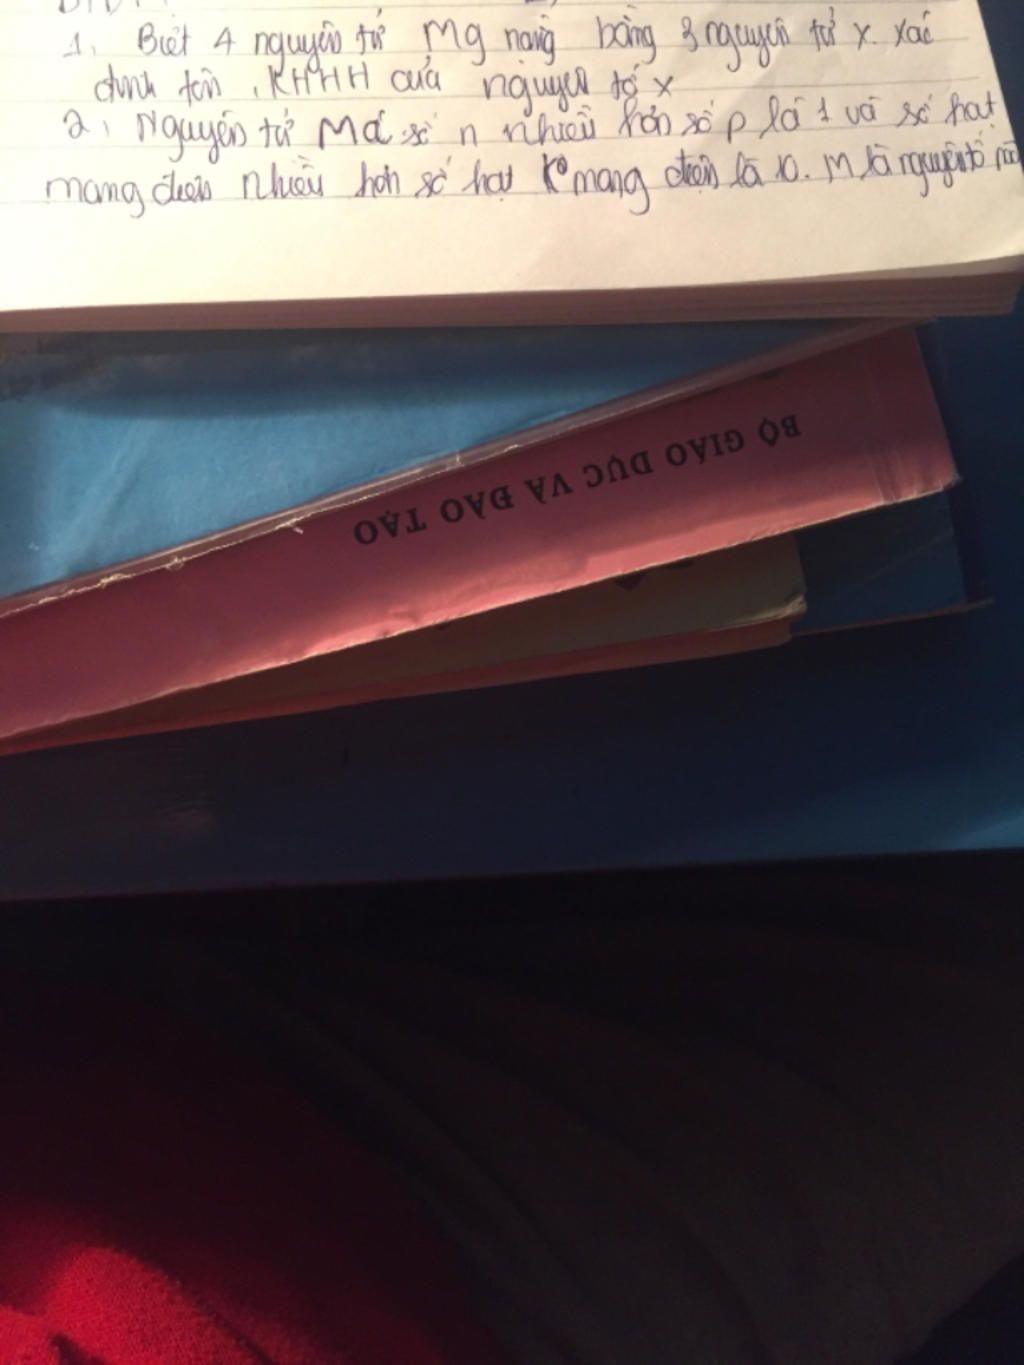 1, Biết 4 nguyên tử Mg nặng bằng 3 nguyên tử x. xác
định tên, KHHH của nguyên tố x
2, Nguyên tử M có số n nhiều hơn số p là 1 và số hạt
mang điện nhiều hơn số hạt ko mang điện là 10. M là nguyên tố nào
BỘ GIÁO DỤC VÀ ĐÀO TẠO